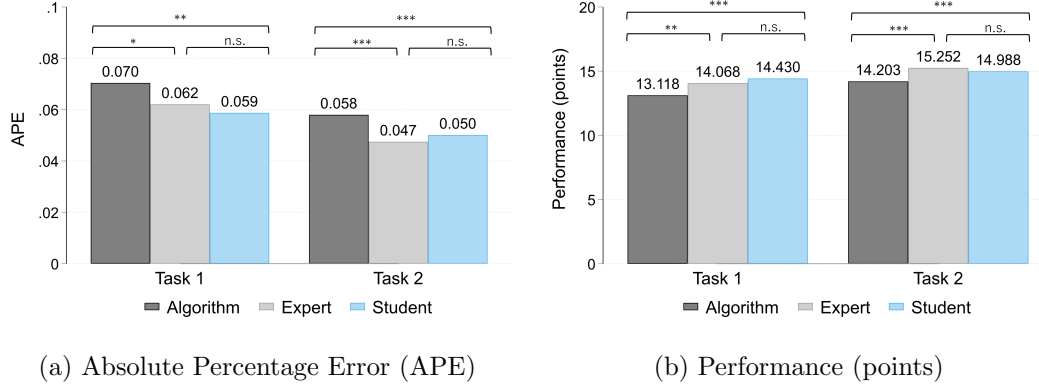 .1
.08
.06
.04
.02
0
APE
**
*
n.s.
***
***
n.s.
0.070
0.062
0.059
0.058
0.047
0.050
Task 1
Task 2
Algorithm Expert Student
(a) Absolute Percentage Error (APE)
20
15
10
5
0
Performance (points)
***
**
n.s.
***
***
n.s.
13.118
14.068
14.430
14.203
15.252
14.988
Task 1
Task 2
Algorithm Expert Student
(b) Performance (points)